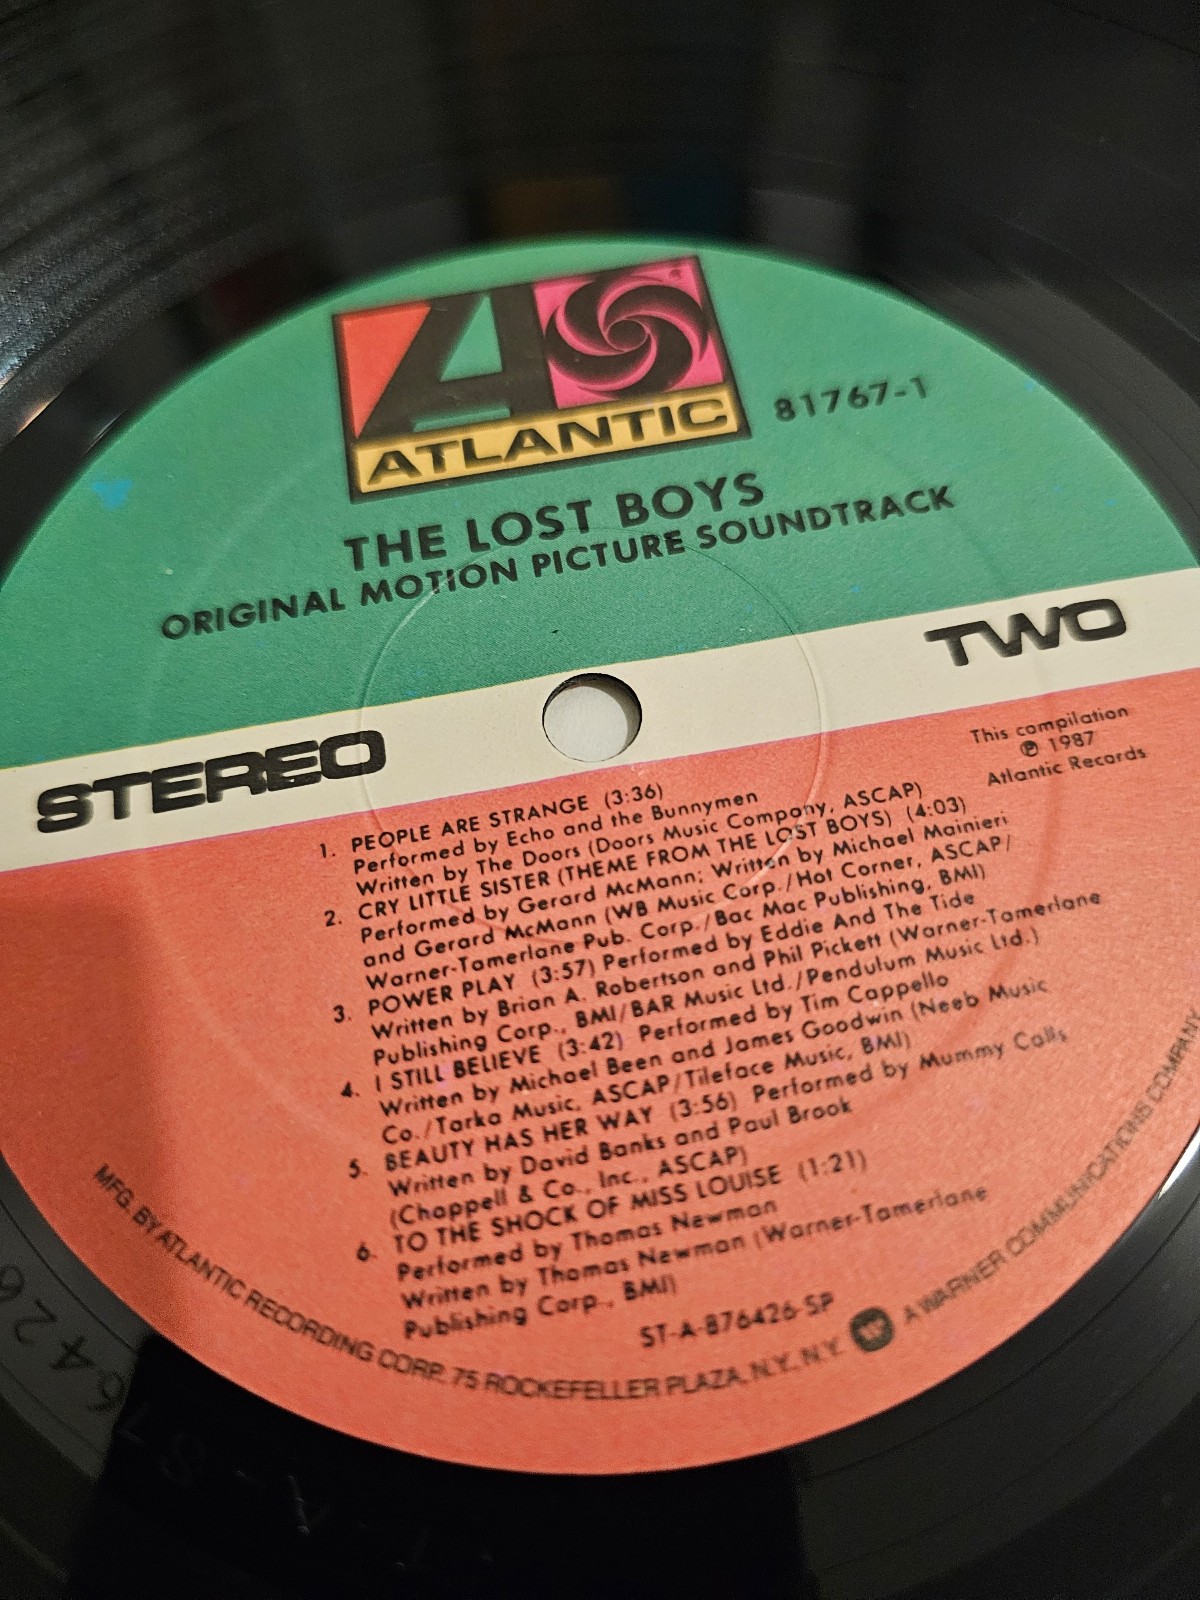 ATLANTIC
81767-1
THE LOST BOYS
ORIGINAL MOTION PICTURE SOUNDTRACK
STEREO
TWO
This compilation
℗ 1987
Atlantic Records
1. PEOPLE ARE STRANGE (3:36)
Performed by Echo and the Bunnymen
Written by The Doors (Doors Music Company, ASCAP)
2. CRY LITTLE SISTER (THEME FROM THE LOST BOYS) (4:03)
Performed by Gerard McMann; Written by Michael Mainieri
and Gerard McMann (WB Music Corp./Hot Corner, ASCAP/
Warner-Tamerlane Pub. Corp./Bac Mac Publishing, BMI)
3. POWER PLAY (3:57) Performed by Eddie And The Tide
Written by Brian A. Robertson and Phil Pickett (Warner-Tamerlane
Publishing Corp., BMI/BAR Music Ltd./Pendulum Music Ltd.)
4. I STILL BELIEVE (3:42) Performed by Tim Cappello
Written by Michael Been and James Goodwin (Neeb Music
Co./Tarka Music, ASCAP/Tileface Music, BMI)
5. BEAUTY HAS HER WAY (3:56) Performed by Mummy Calls
Written by David Banks and Paul Brook
(Chappell & Co., Inc., ASCAP)
6. TO THE SHOCK OF MISS LOUISE (1:21)
Performed by Thomas Newman
Written by Thomas Newman (Warner-Tamerlane
Publishing Corp., BMI)
ST-A-876426-SP
MFG. BY ATLANTIC RECORDING CORP. 75 ROCKEFELLER PLAZA, N.Y. N.Y. A WARNER COMMUNICATIONS COMPANY